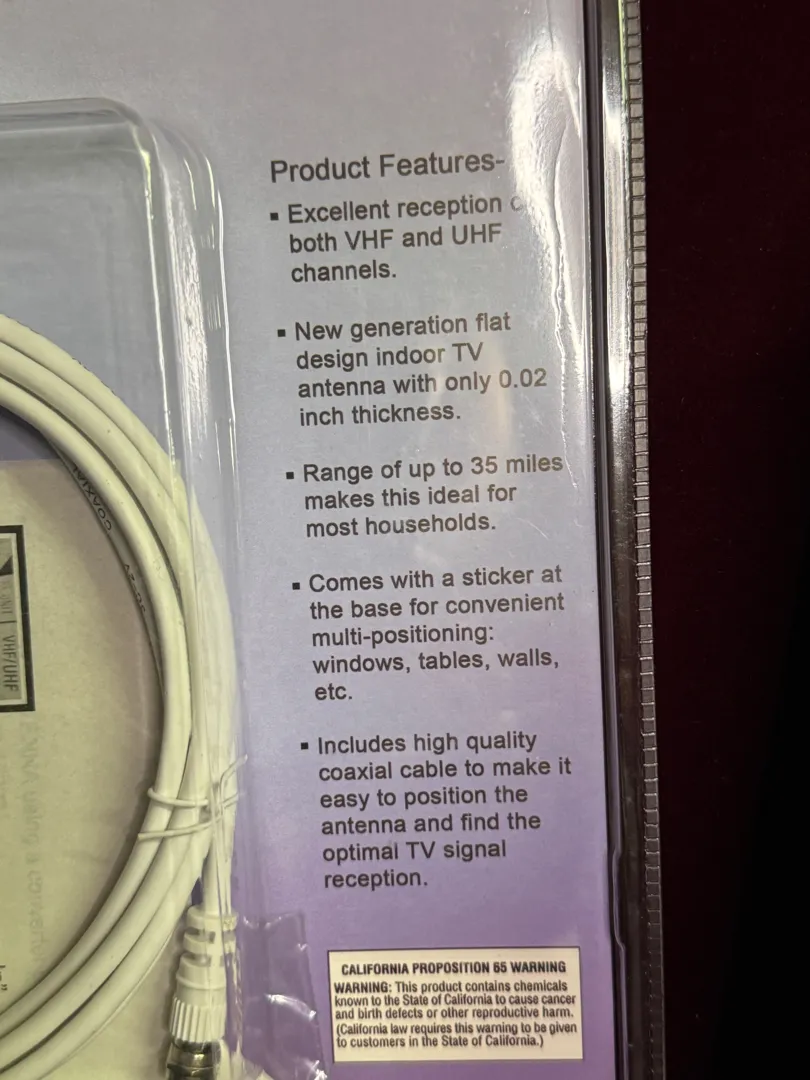 Product Features-
▪ Excellent reception
both VHF and UHF
channels.
▪ New generation flat
design indoor TV
antenna with only 0.02
inch thickness.
▪ Range of up to 35 miles
makes this ideal for
most households.
▪ Comes with a sticker at
the base for convenient
multi-positioning:
windows, tables, walls,
etc.
▪ Includes high quality
coaxial cable to make it
easy to position the
antenna and find the
optimal TV signal
reception.
CALIFORNIA PROPOSITION 65 WARNING
WARNING: This product contains chemicals
known to the State of California to cause cancer
and birth defects or other reproductive harm.
(California law requires this warning to be given
to customers in the State of California.)
COAXIAL
VHF/UHF
using a